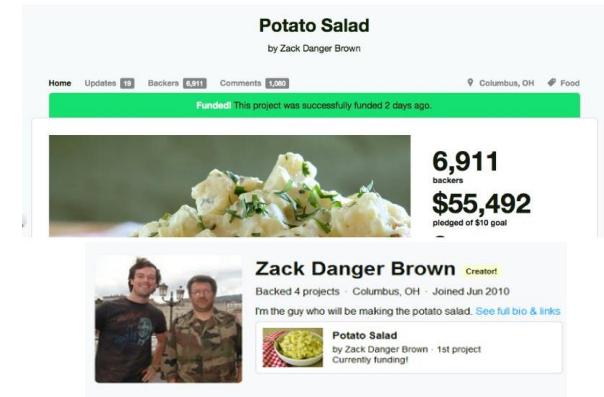 Potato Salad
by Zack Danger Brown
Home Updates 19 Backers 6,911 Comments 1,080 Columbus, OH Food
Funded! This project was successfully funded 2 days ago.
6,911
backers
$55,492
pledged of $10 goal
Zack Danger Brown Creator!
Backed 4 projects · Columbus, OH · Joined Jun 2010
I'm the guy who will be making the potato salad. See full bio & links
Potato Salad
by Zack Danger Brown · 1st project
Currently funding!